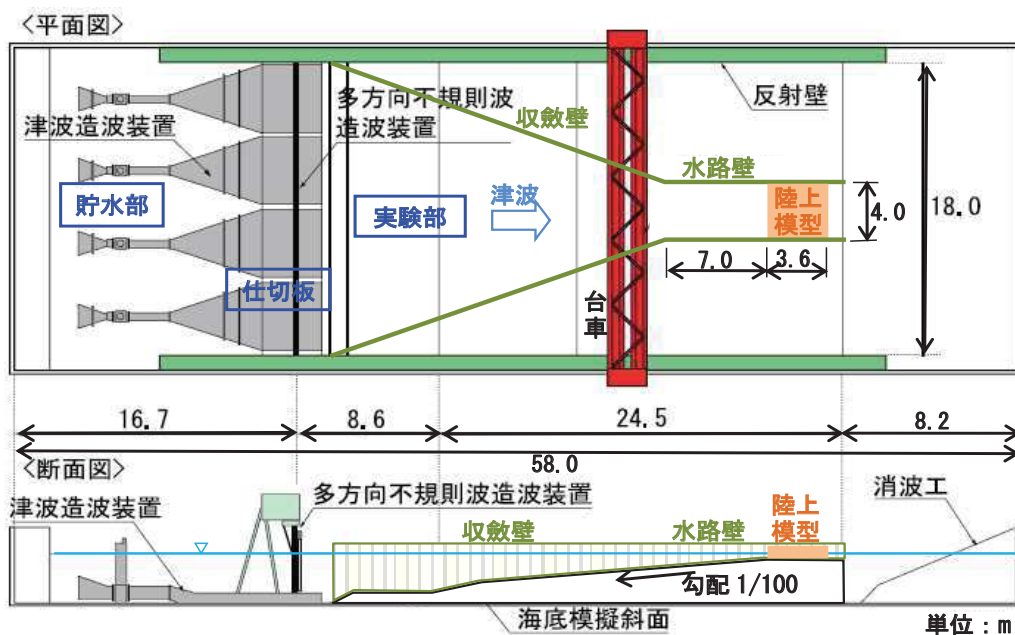 〈平面図〉
津波造波装置
多方向不規則波
造波装置
収斂壁
反射壁
水路壁
貯水部
実験部
津波
陸上
模型
4.0
18.0
7.0
3.6
仕切板
台車
16.7
8.6
24.5
8.2
58.0
〈断面図〉
津波造波装置
多方向不規則波造波装置
収斂壁
水路壁
陸上
模型
消波工
勾配 1/100
海底模擬斜面
単位：m